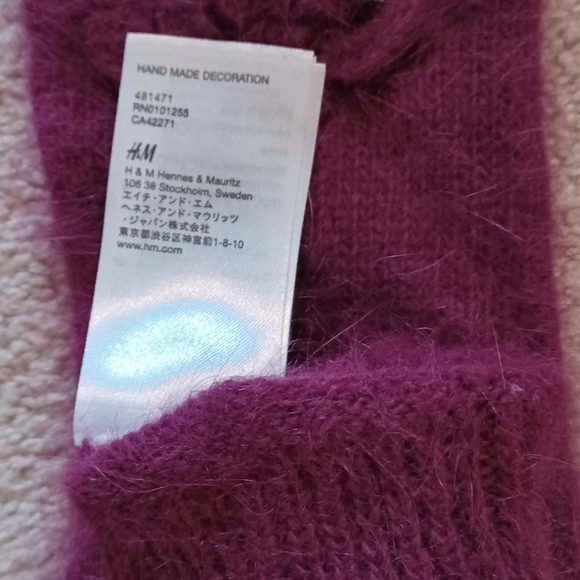 HAND MADE DECORATION
481471
RN0101255
CA42271
H&M
H & M Hennes & Mauritz
106 38 Stockholm, Sweden
エイチ・アンド・エム
ヘネス・アンド・マウリッツ
・ジャパン株式会社
東京都渋谷区神宮前1-8-10
www.hm.com